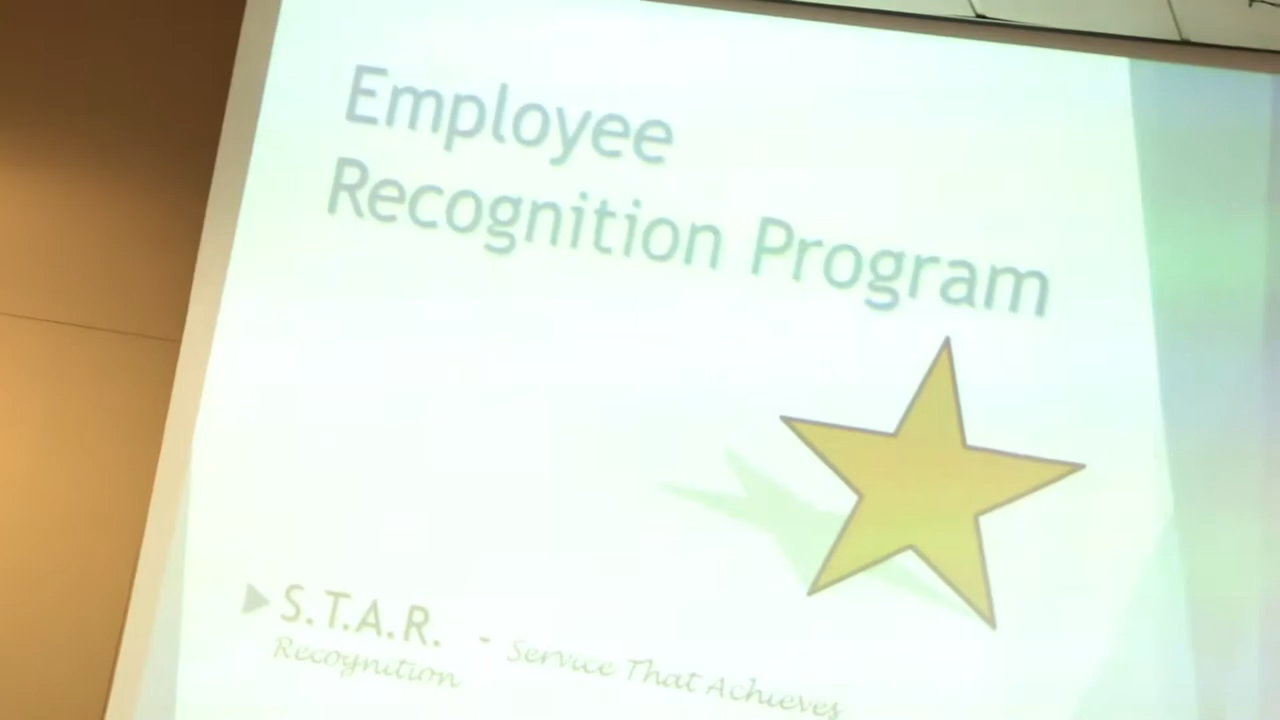 Employee
Recognition Program
S.T.A.R. - Service That Achieves
Recognition